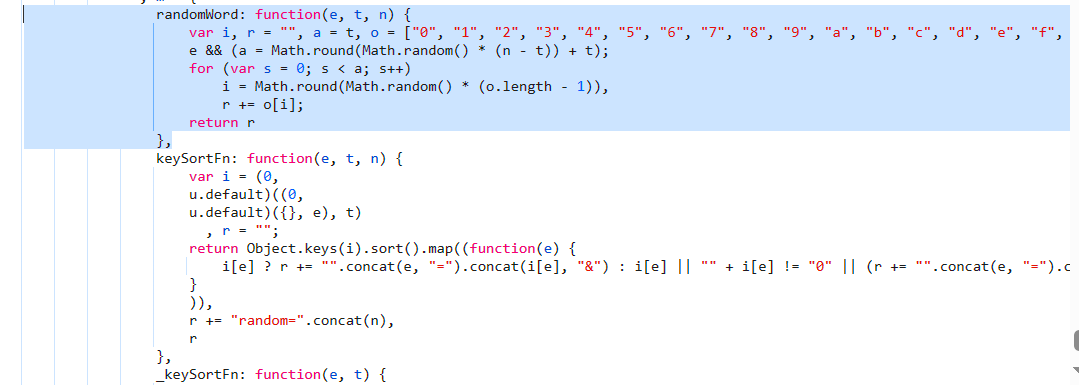 randomWord: function(e, t, n) {
var i, r = "", a = t, o = ["0", "1", "2", "3", "4", "5", "6", "7", "8", "9", "a", "b", "c", "d", "e", "f",
e && (a = Math.round(Math.random() * (n - t)) + t);
for (var s = 0; s < a; s++)
i = Math.round(Math.random() * (o.length - 1)),
r += o[i];
return r
},
keySortFn: function(e, t, n) {
var i = (0,
u.default)((0,
u.default)({}, e), t)
, r = "";
return Object.keys(i).sort().map((function(e) {
i[e] ? r += "".concat(e, "=").concat(i[e], "&") : i[e] || "" + i[e] != "0" || (r += "".concat(e, "=").c
}
)),
r += "random=".concat(n),
r
},
_keySortFn: function(e, t) {